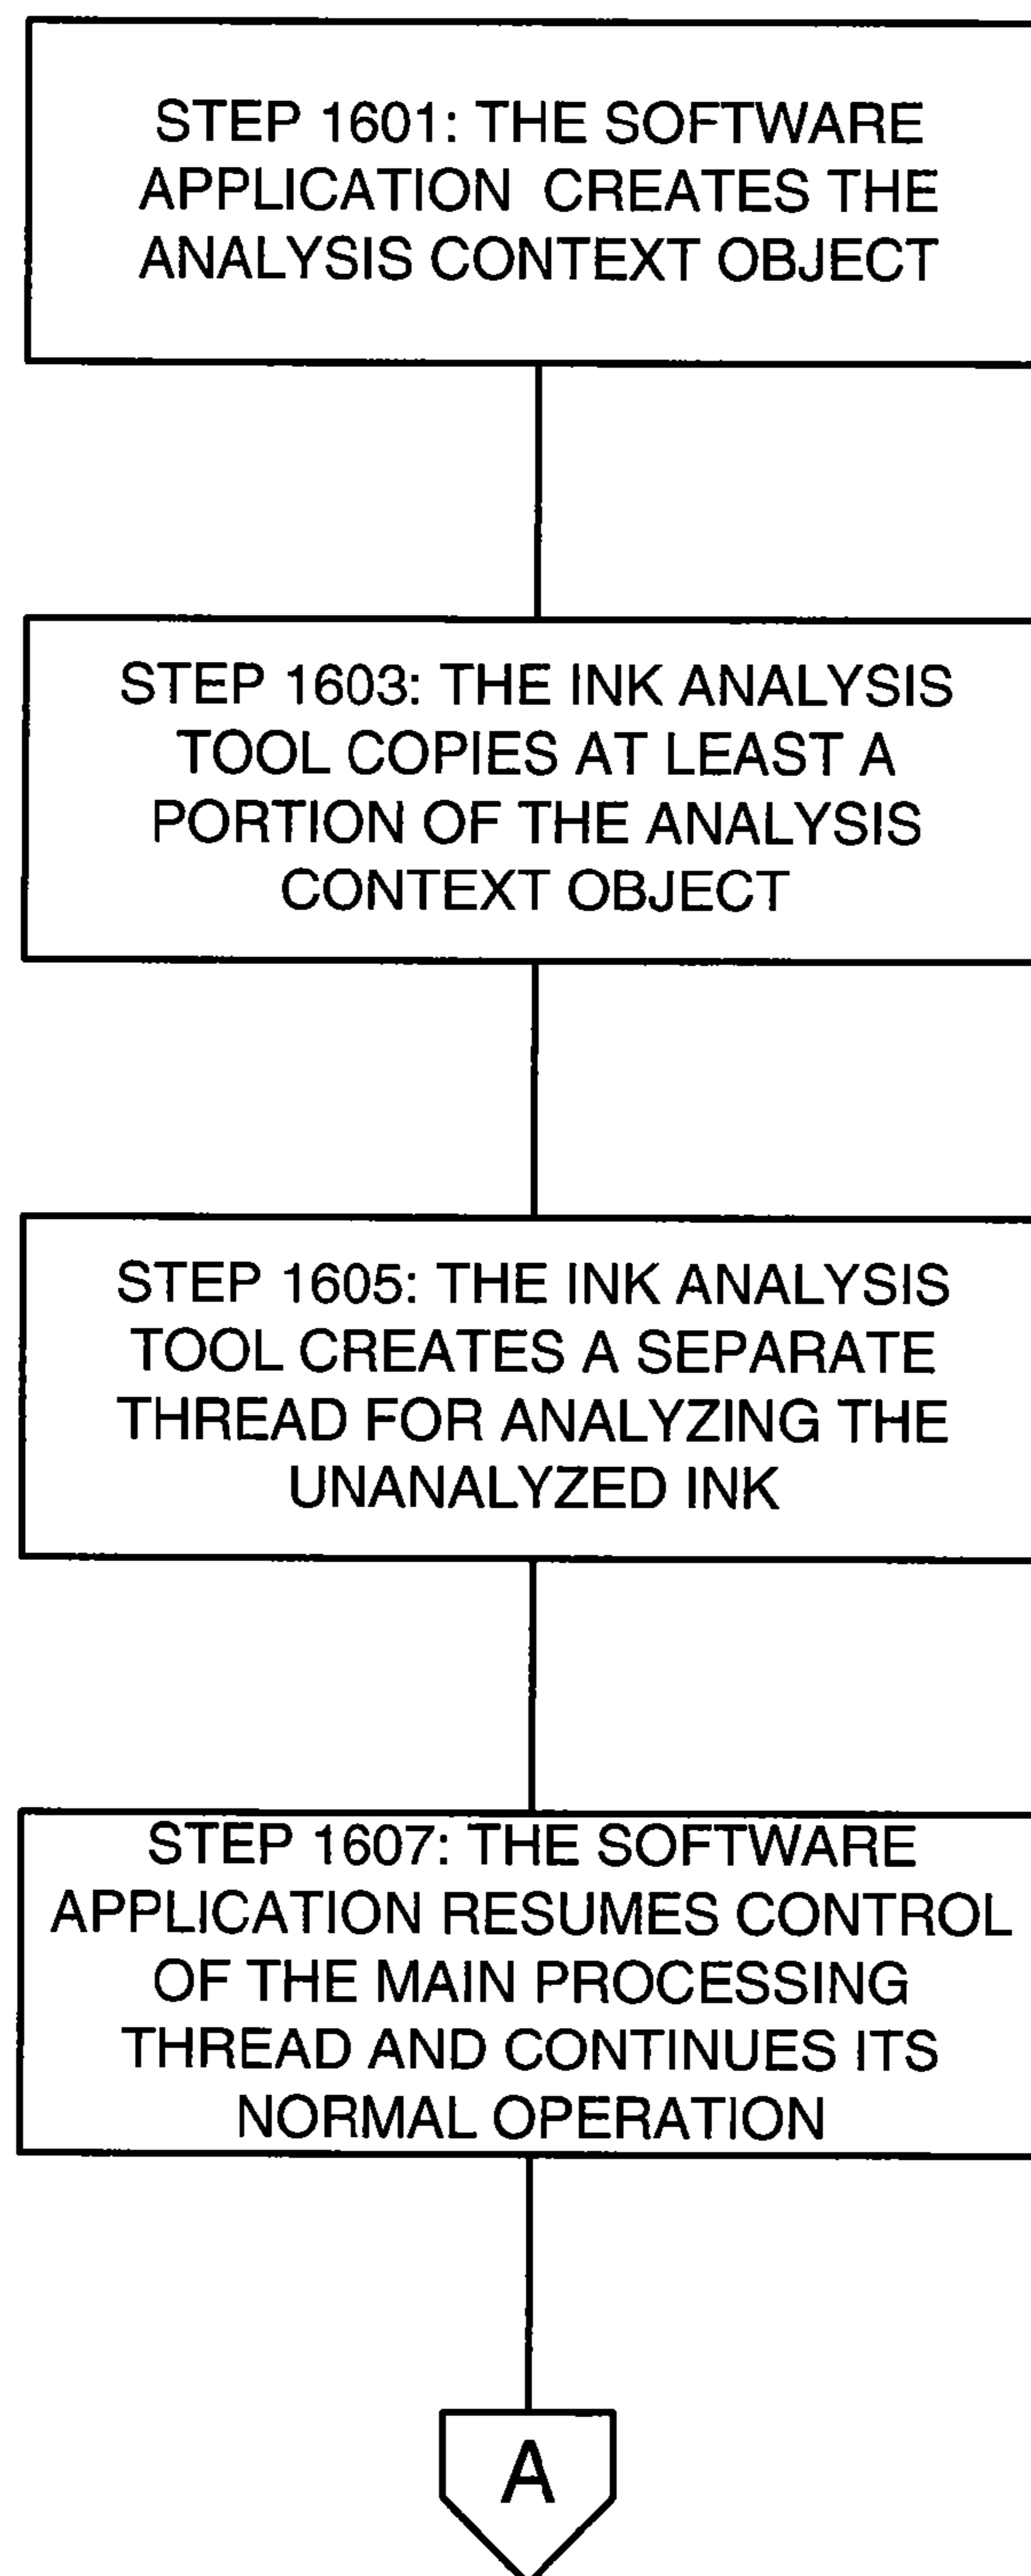 STEP 1601: THE SOFTWARE
APPLICATION CREATES THE
ANALYSIS CONTEXT OBJECT
STEP 1603: THE INK ANALYSIS
TOOL COPIES AT LEAST A
PORTION OF THE ANALYSIS
CONTEXT OBJECT
STEP 1605: THE INK ANALYSIS
TOOL CREATES A SEPARATE
THREAD FOR ANALYZING THE
UNANALYZED INK
STEP 1607: THE SOFTWARE
APPLICATION RESUMES CONTROL
OF THE MAIN PROCESSING
THREAD AND CONTINUES ITS
NORMAL OPERATION
A